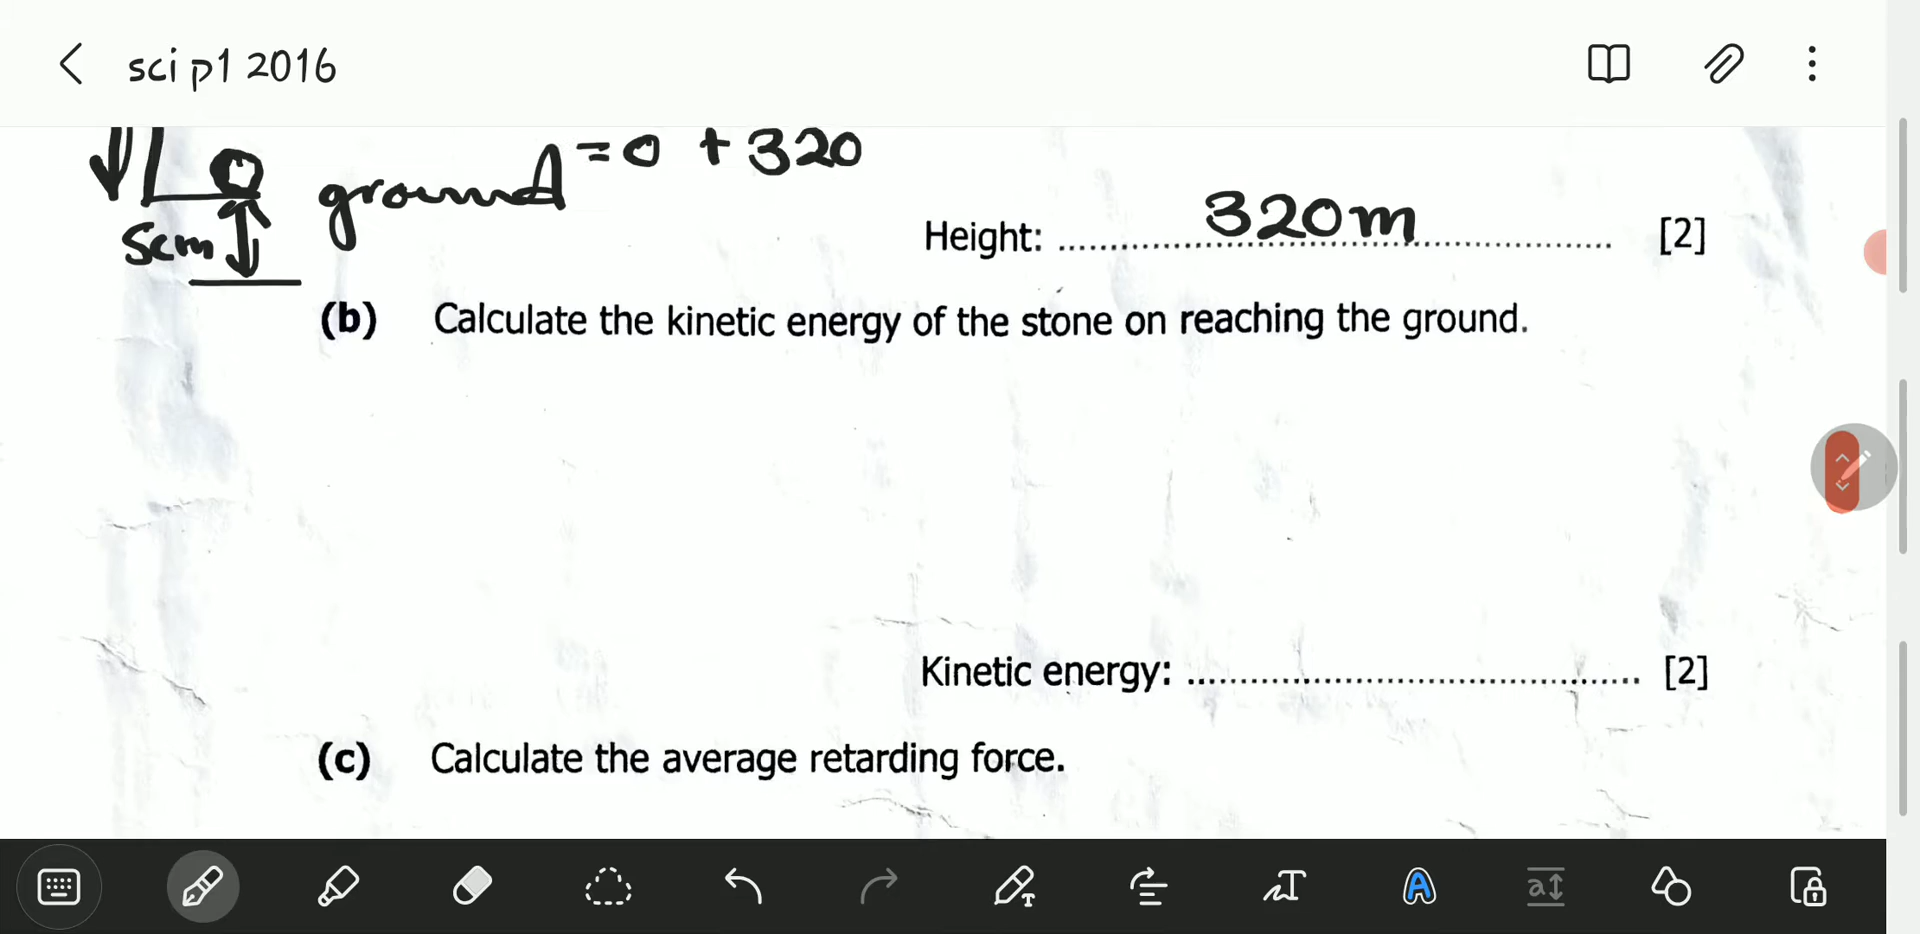 sci p1 2016
= 0 + 320
ground
5cm
Height: 320m [2]
(b) Calculate the kinetic energy of the stone on reaching the ground.
Kinetic energy: [2]
(c) Calculate the average retarding force.